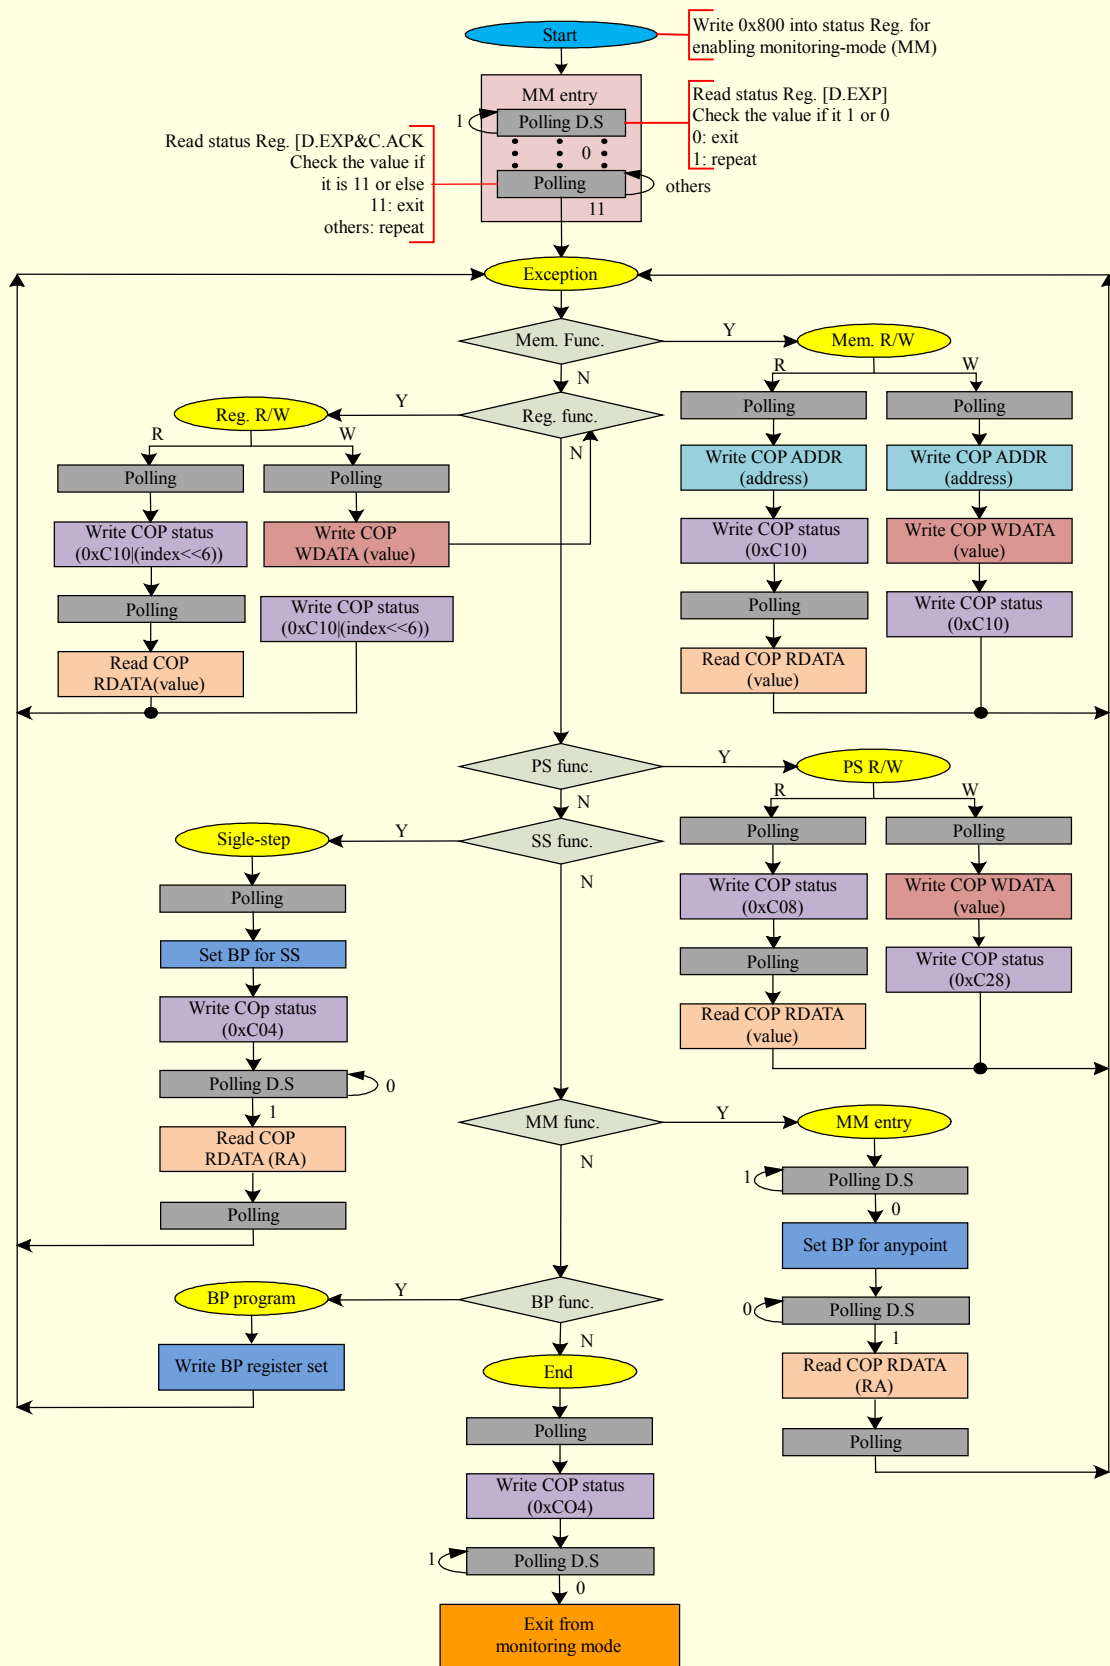 Start
Write 0x800 into status Reg. for
enabling monitoring-mode (MM)
MM entry
Polling D.S
1
0
Polling
others
11
Read status Reg. [D.EXP]
Check the value if it 1 or 0
0: exit
1: repeat
Read status Reg. [D.EXP&C.ACK
Check the value if
it is 11 or else
11: exit
others: repeat
Exception
Mem. Func.
Y
N
Mem. R/W
R
W
Polling
Polling
Write COP ADDR
(address)
Write COP ADDR
(address)
Write COP status
(0xC10)
Write COP WDATA
(value)
Polling
Write COP status
(0xC10)
Read COP RDATA
(value)
Reg. func.
Y
N
Reg. R/W
R
W
Polling
Polling
Write COP status
(0xC10|(index<<6))
Write COP
WDATA (value)
Polling
Write COP status
(0xC10|(index<<6))
Read COP
RDATA(value)
PS func.
Y
N
PS R/W
R
W
Polling
Polling
Write COP status
(0xC08)
Write COP WDATA
(value)
Polling
Write COP status
(0xC28)
Read COP RDATA
(value)
SS func.
Y
N
Sigle-step
Polling
Set BP for SS
Write COp status
(0xC04)
Polling D.S
0
1
Read COP
RDATA (RA)
Polling
MM func.
Y
N
MM entry
1
Polling D.S
0
Set BP for anypoint
0
Polling D.S
1
Read COP RDATA
(RA)
Polling
BP func.
Y
N
BP program
Write BP register set
End
Polling
Write COP status
(0xCO4)
1
Polling D.S
0
Exit from
monitoring mode